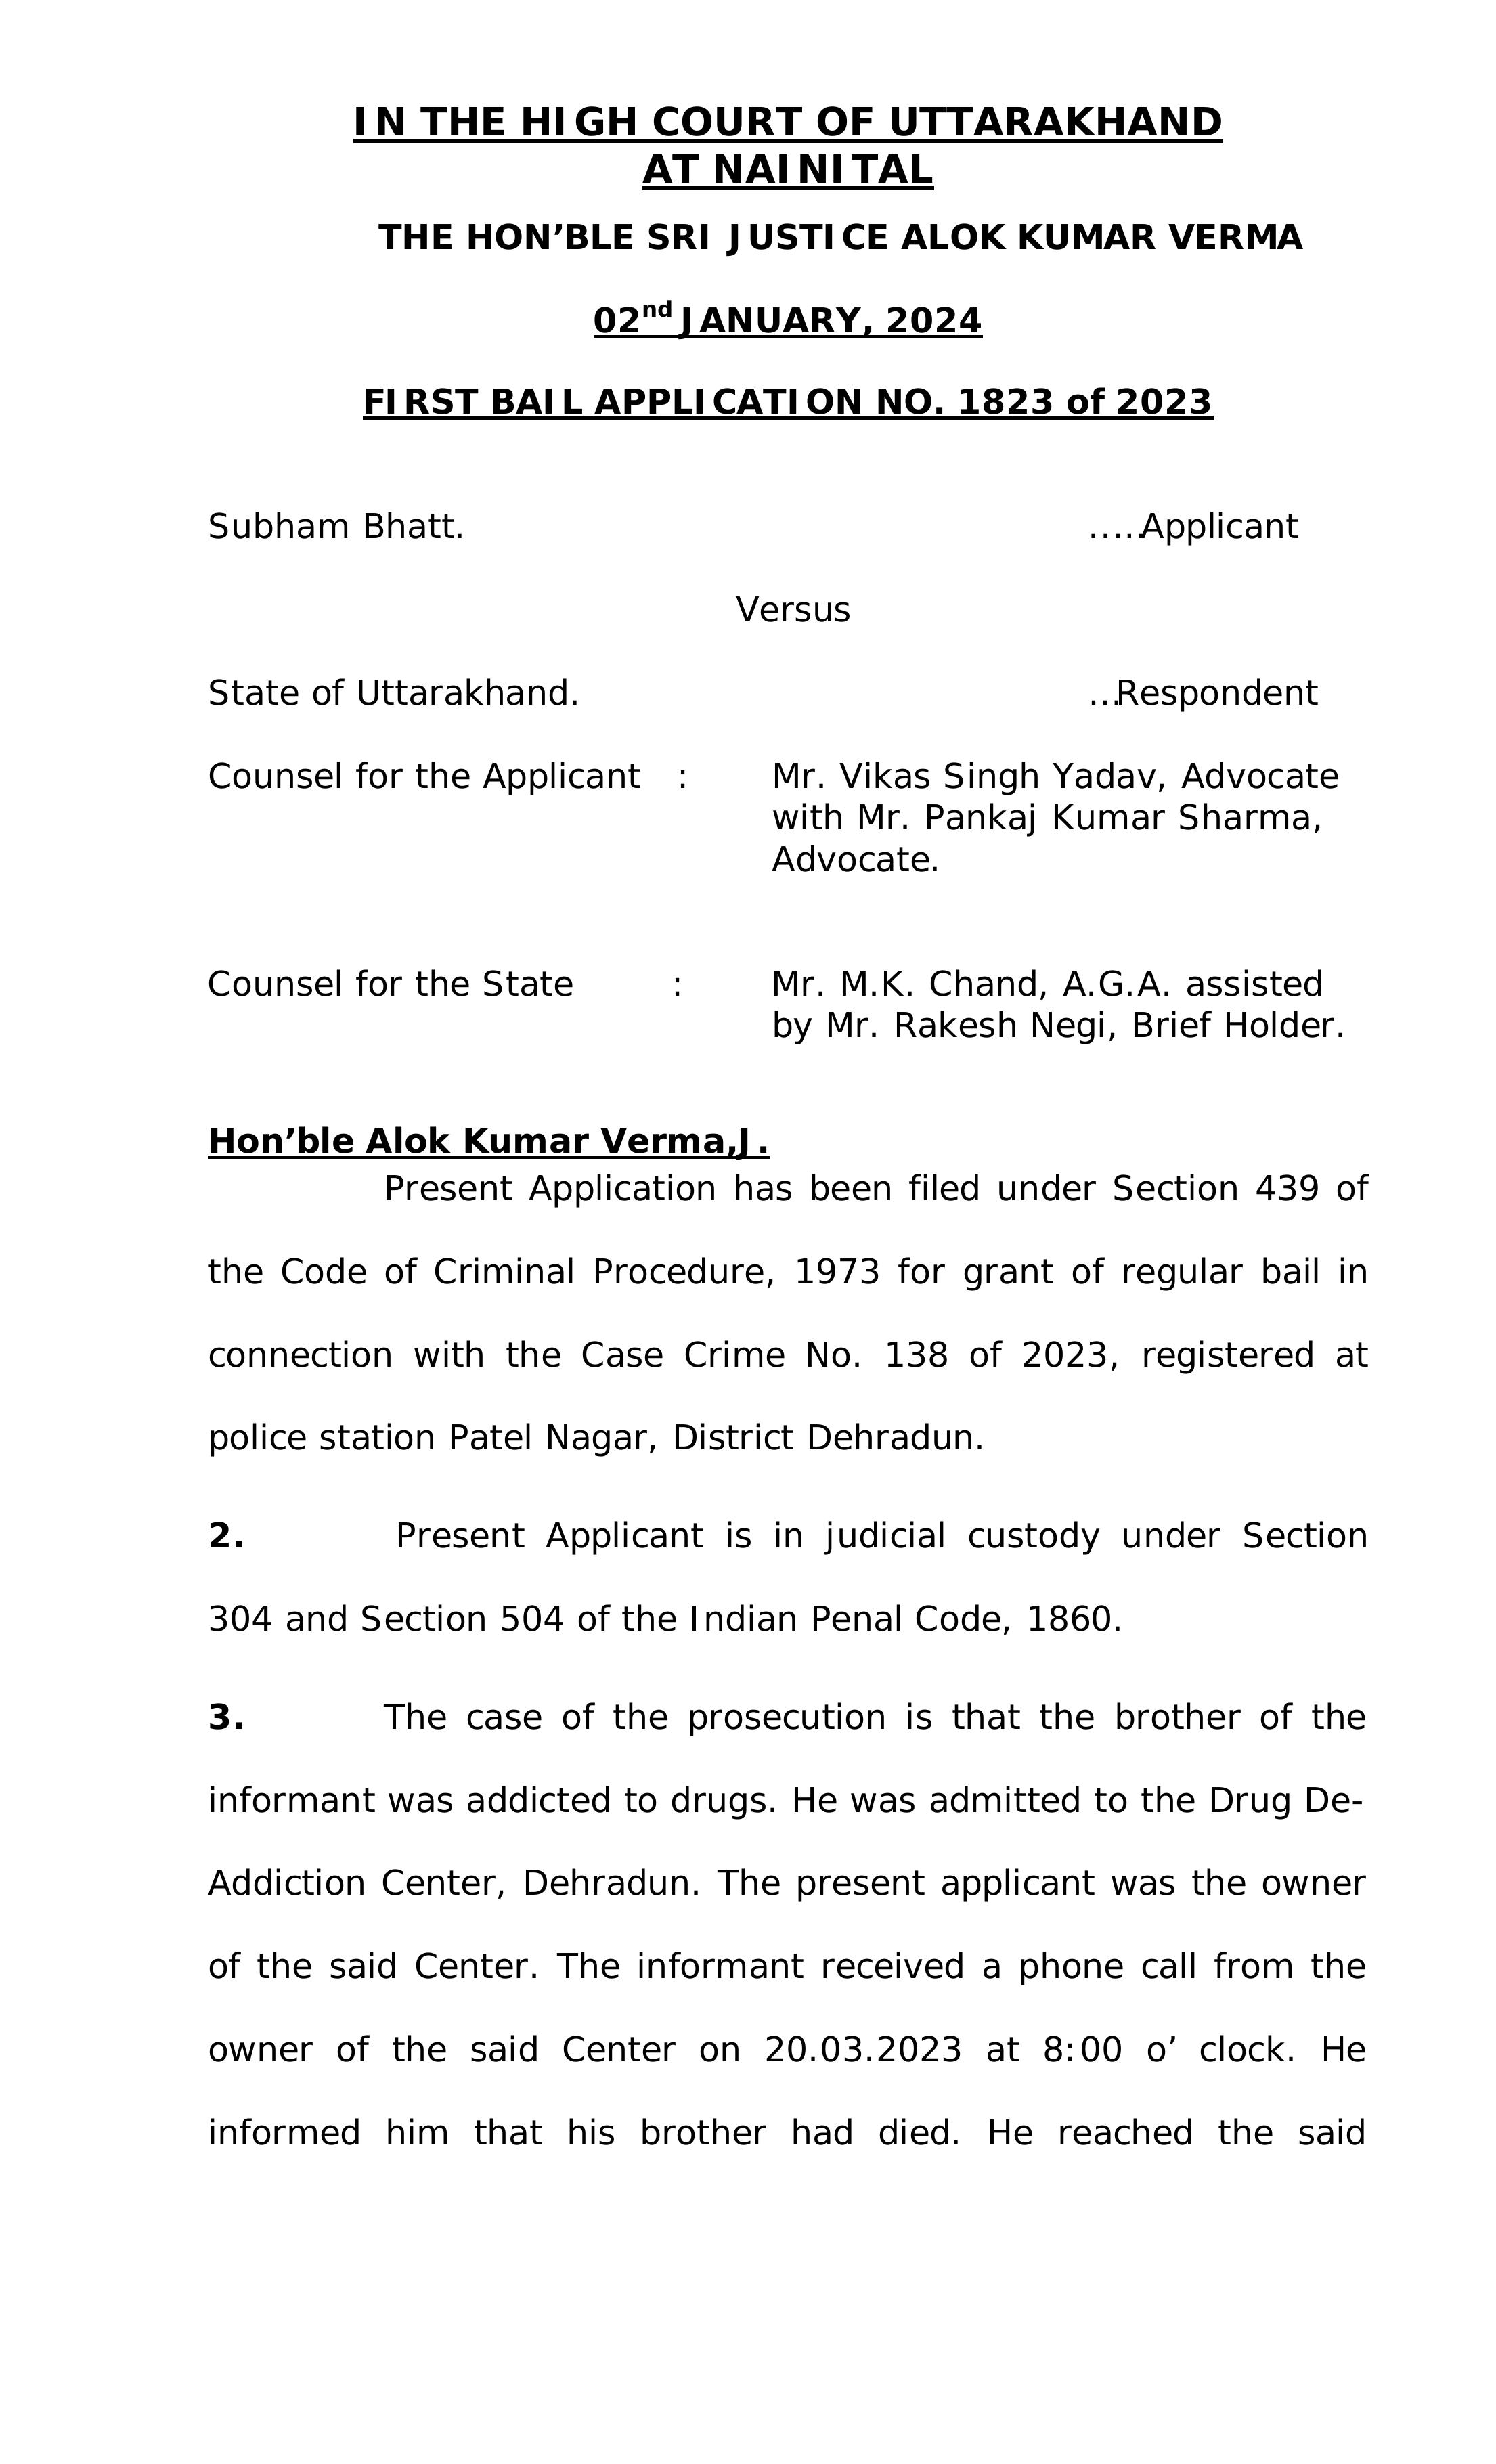 IN THE HIGH COURT OF UTTARAKHAND
AT NAINITAL
THE HON’BLE SRI JUSTICE ALOK KUMAR VERMA
02nd JANUARY, 2024
FIRST BAIL APPLICATION NO. 1823 of 2023
Subham Bhatt. …..Applicant
Versus
State of Uttarakhand. …Respondent
Counsel for the Applicant : Mr. Vikas Singh Yadav, Advocate
with Mr. Pankaj Kumar Sharma,
Advocate.
Counsel for the State : Mr. M.K. Chand, A.G.A. assisted
by Mr. Rakesh Negi, Brief Holder.
Hon’ble Alok Kumar Verma,J.
Present Application has been filed under Section 439 of
the Code of Criminal Procedure, 1973 for grant of regular bail in
connection with the Case Crime No. 138 of 2023, registered at
police station Patel Nagar, District Dehradun.
2. Present Applicant is in judicial custody under Section
304 and Section 504 of the Indian Penal Code, 1860.
3. The case of the prosecution is that the brother of the
informant was addicted to drugs. He was admitted to the Drug De-
Addiction Center, Dehradun. The present applicant was the owner
of the said Center. The informant received a phone call from the
owner of the said Center on 20.03.2023 at 8:00 o’ clock. He
informed him that his brother had died. He reached the said